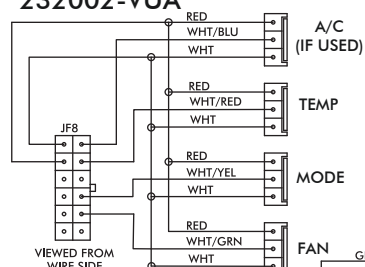 232002-VUA
RED
WHT/BLU
WHT
A/C
(IF USED)
RED
WHT/RED
WHT
TEMP
JF8
RED
WHT/YEL
WHT
MODE
RED
WHT/GRN
WHT
FAN
VIEWED FROM
WIRE SIDE